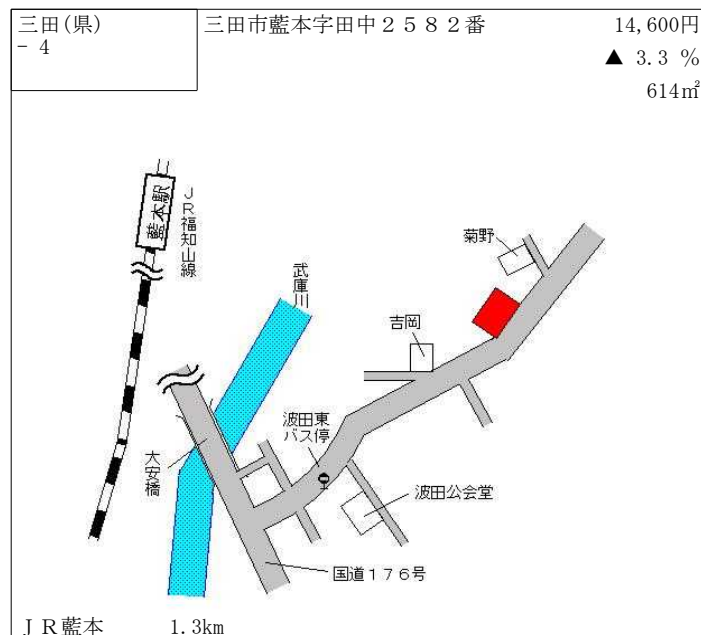 三田(県)
- 4
三田市藍本字田中２５８２番
14,600円
▲ 3.3 %
614㎡
藍本駅
ＪＲ福知山線
武庫川
菊野
吉岡
波田東
バス停
大安橋
波田公会堂
国道１７６号
ＪＲ藍本 1.3km